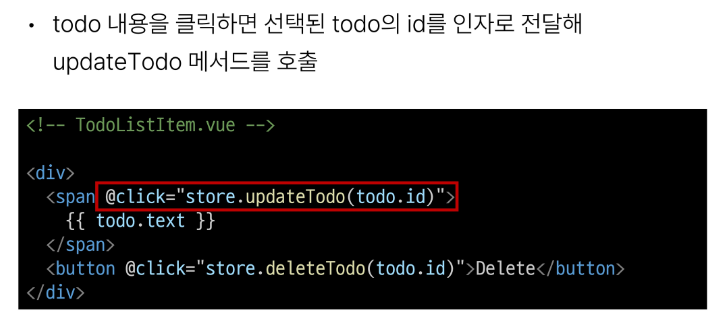 • todo 내용을 클릭하면 선택된 todo의 id를 인자로 전달해
updateTodo 메서드를 호출
<!-- TodoListItem.vue -->
<div>
<span @click="store.updateTodo(todo.id)">
{{ todo.text }}
</span>
<button @click="store.deleteTodo(todo.id)">Delete</button>
</div>